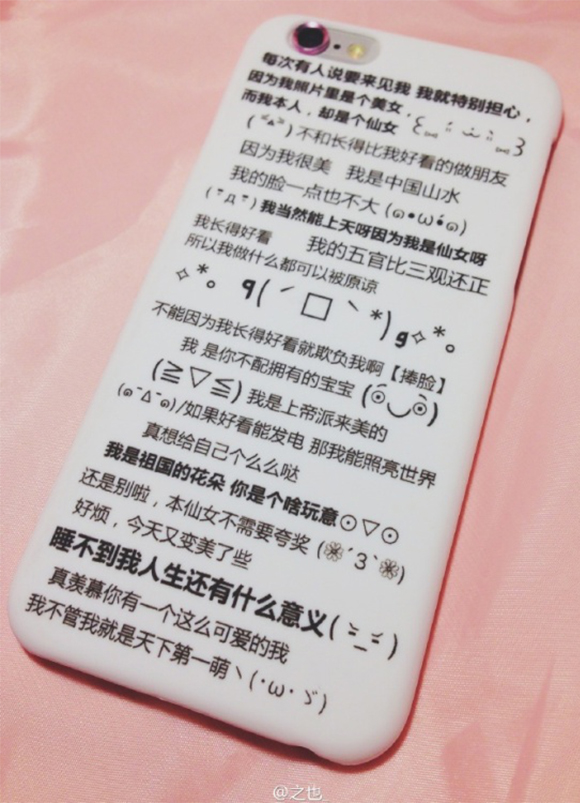 每次有人说要来见我 我就特别担心，
因为我照片里是个美女，
而我本人，却是个仙女
不和长得比我好看的做朋友
因为我很美 我是中国山水
我的脸一点也不大 (๑•̀ω•́๑)
( ˘•д•˘ ) 我当然能上天呀因为我是仙女呀
我长得好看 我的五官比三观还正
所以我做什么都可以被原谅
✧*。 ٩(ˊ□ˋ*)و ✧*。
不能因为我长得好看就欺负我啊【捧脸】
我 是你不配拥有的宝宝
(≧▽≦) 我是上帝派来美的 (◉◡◉)
(๑¯Δ¯๑)/如果好看能发电 那我能照亮世界
真想给自己个么么哒
我是祖国的花朵 你是个啥玩意⊙▽⊙
还是别啦，本仙女不需要夸奖 (❀´3`❀)
好烦，今天又变美了些
睡不到我人生还有什么意义
真羡慕你有一个这么可爱的我
我不管我就是天下第一萌ヽ(･ω･ゞ)
@之也_